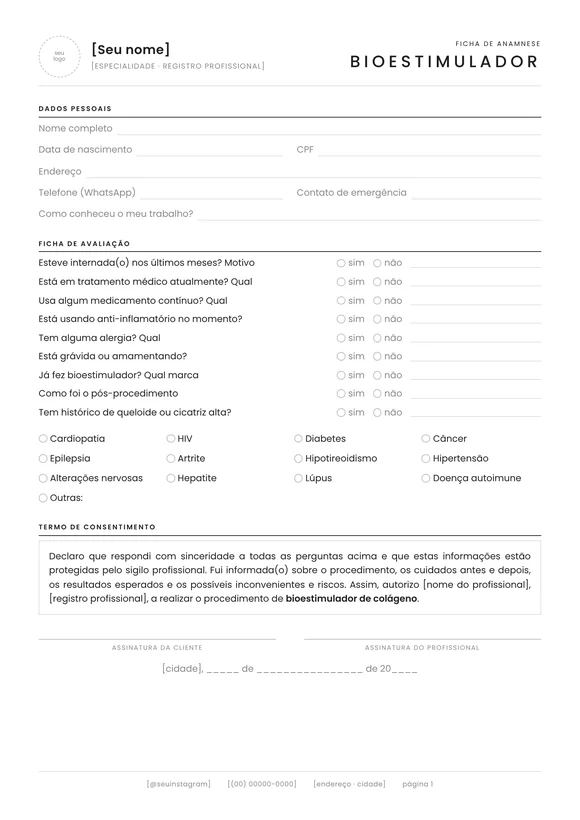 seu
logo
[Seu nome]
[ESPECIALIDADE · REGISTRO PROFISSIONAL]
FICHA DE ANAMNESE
BIOESTIMULADOR
DADOS PESSOAIS
Nome completo
Data de nascimento CPF
Endereço
Telefone (WhatsApp) Contato de emergência
Como conheceu o meu trabalho?
FICHA DE AVALIAÇÃO
Esteve internada(o) nos últimos meses? Motivo sim não
Está em tratamento médico atualmente? Qual sim não
Usa algum medicamento contínuo? Qual sim não
Está usando anti-inflamatório no momento? sim não
Tem alguma alergia? Qual sim não
Está grávida ou amamentando? sim não
Já fez bioestimulador? Qual marca sim não
Como foi o pós-procedimento sim não
Tem histórico de queloide ou cicatriz alta? sim não
Cardiopatia HIV Diabetes Câncer
Epilepsia Artrite Hipotireoidismo Hipertensão
Alterações nervosas Hepatite Lúpus Doença autoimune
Outras:
TERMO DE CONSENTIMENTO
Declaro que respondi com sinceridade a todas as perguntas acima e que estas informações estão
protegidas pelo sigilo profissional. Fui informada(o) sobre o procedimento, os cuidados antes e depois,
os resultados esperados e os possíveis inconvenientes e riscos. Assim, autorizo [nome do profissional],
[registro profissional], a realizar o procedimento de bioestimulador de colágeno.
ASSINATURA DA CLIENTE ASSINATURA DO PROFISSIONAL
[cidade], _____ de ________________ de 20____
[@seuinstagram] [(00) 00000-0000] [endereço · cidade] página 1